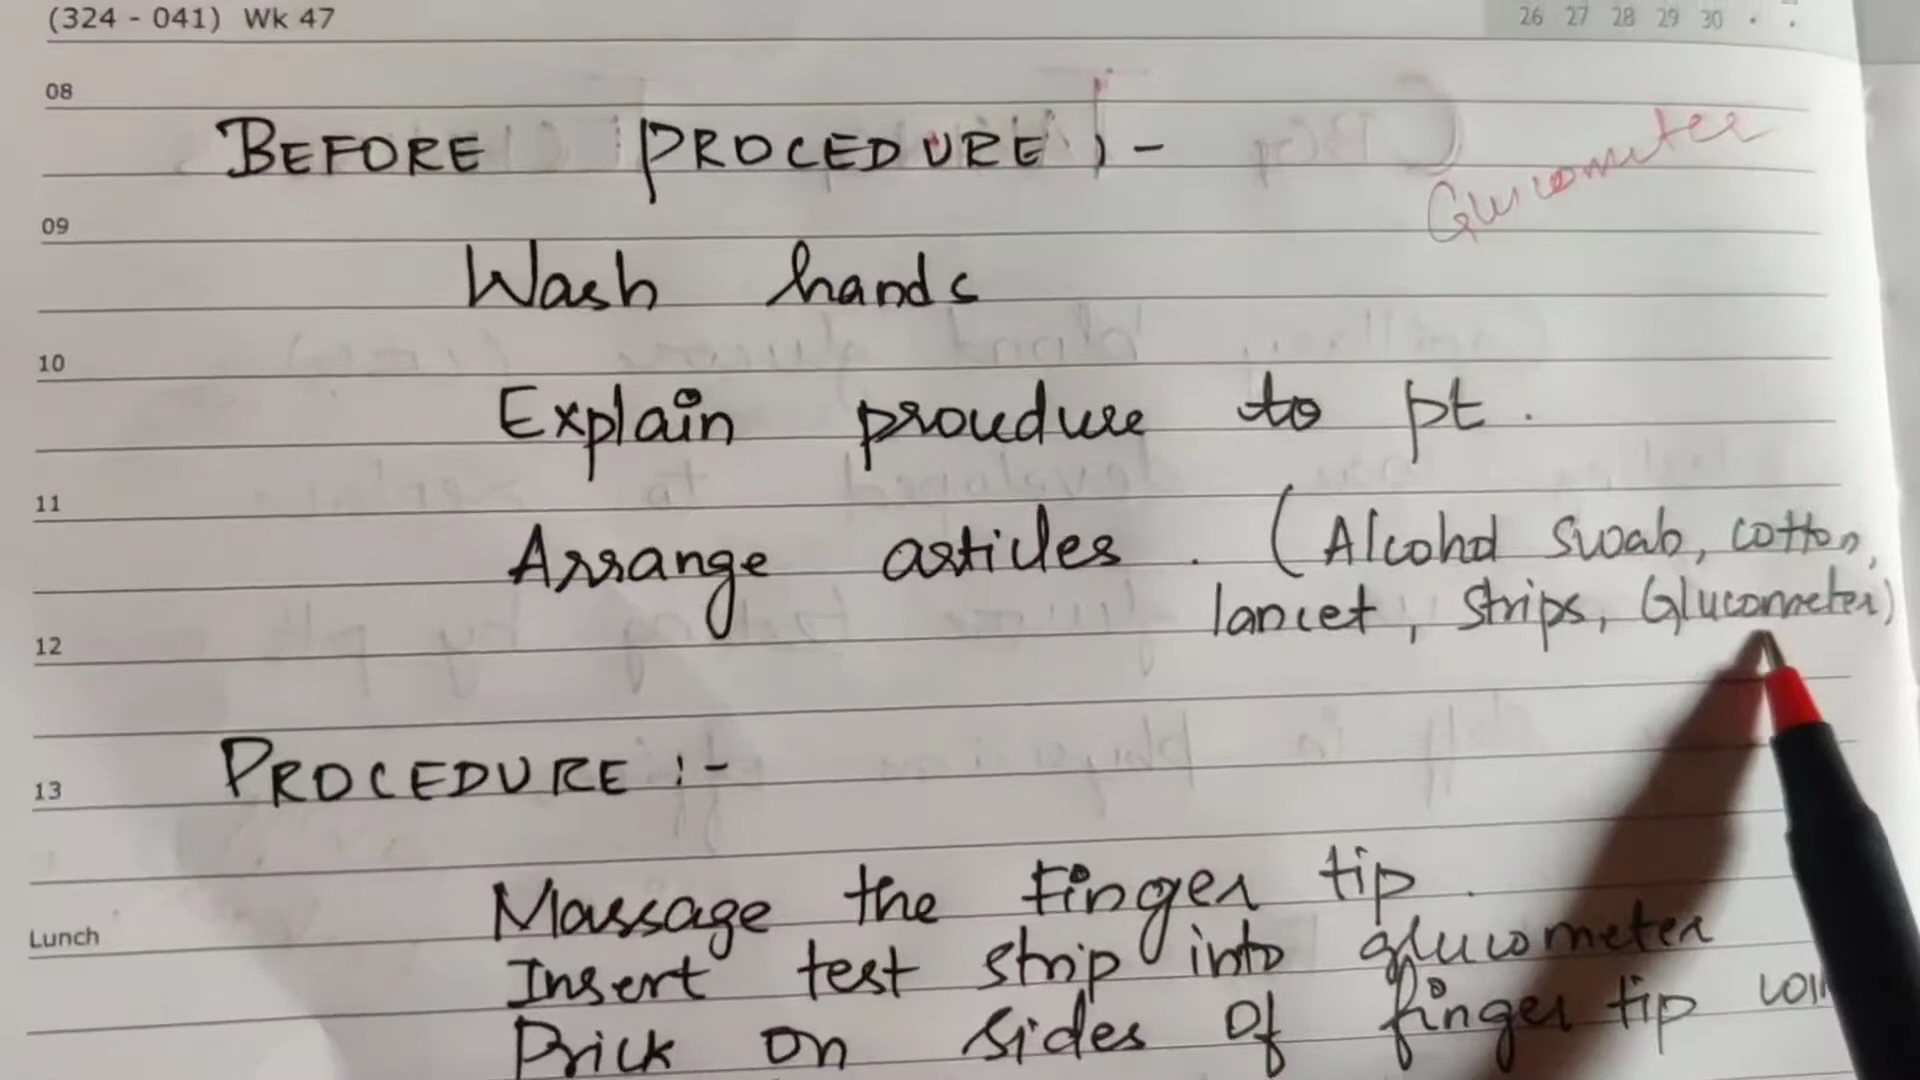 (324 - 041) Wk 47
26 27 28 29 30
08
BEFORE PROCEDURE :-
Glucometer
09
Wash hands
10
Explain proudure to pt.
11
Arrange articles. (Alcohol swab, cotton,
lancet, strips, Glucometer)
12
PROCEDURE :-
13
Massage the finger tip.
Lunch
Insert test strip into glucometer
Prick on sides of finger tip